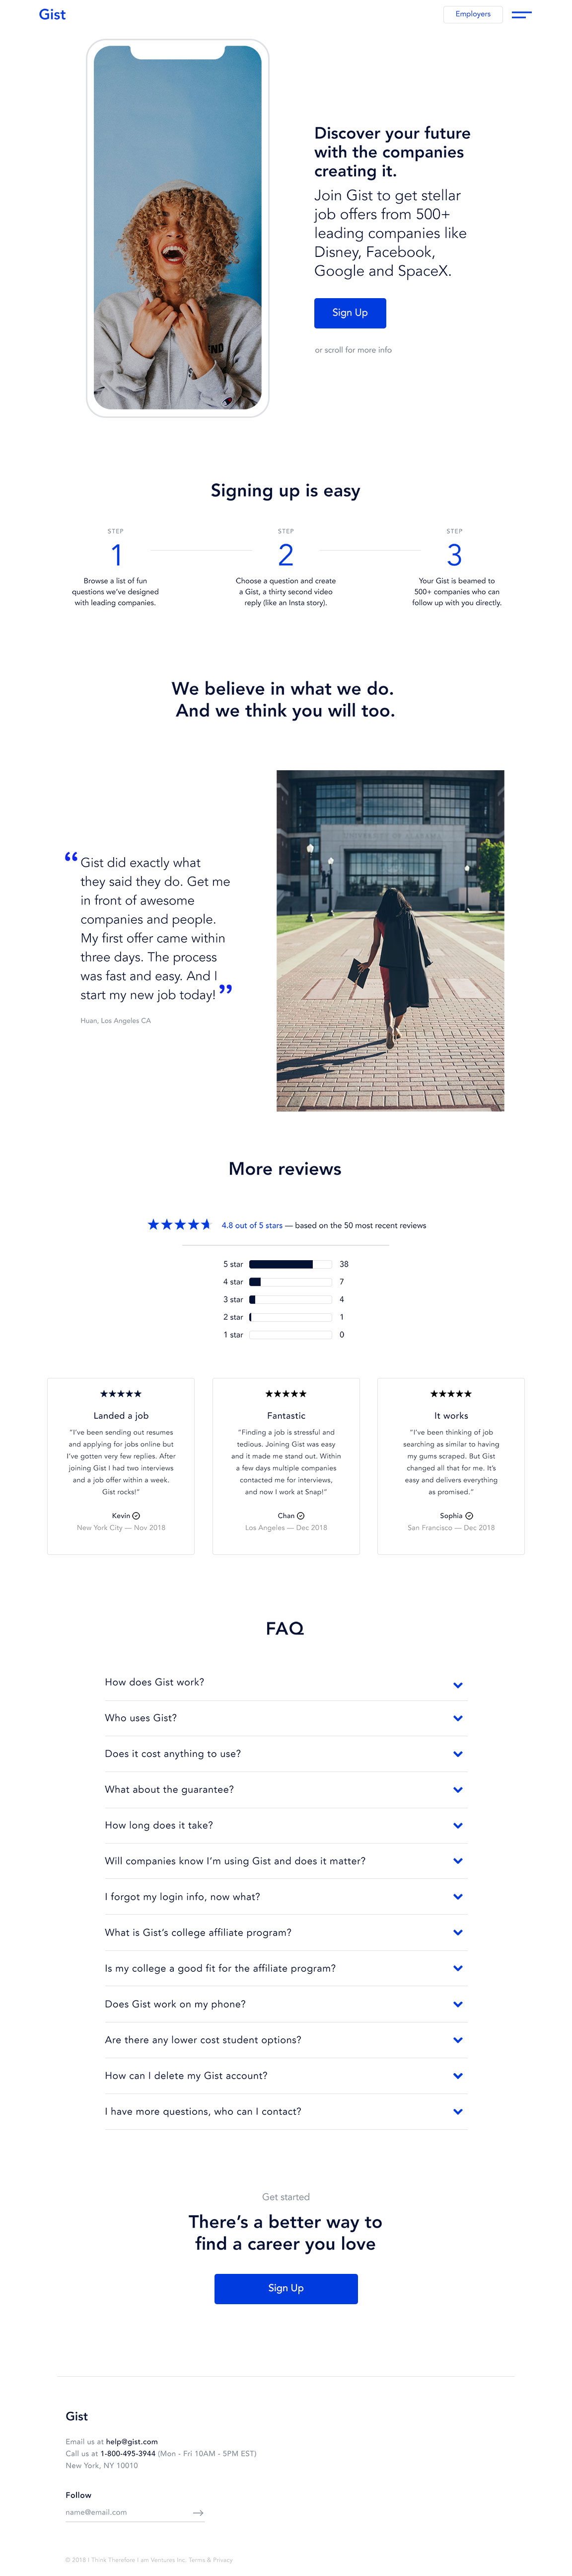 Gist
Employers
Discover your future
with the companies
creating it.
Join Gist to get stellar
job offers from 500+
leading companies like
Disney, Facebook,
Google and SpaceX.
Sign Up
or scroll for more info
Signing up is easy
STEP
1
Browse a list of fun
questions we've designed
with leading companies.
STEP
2
Choose a question and create
a Gist, a thirty second video
reply (like an Insta story).
STEP
3
Your Gist is beamed to
500+ companies who can
follow up with you directly.
We believe in what we do.
And we think you will too.
“Gist did exactly what
they said they do. Get me
in front of awesome
companies and people.
My first offer came within
three days. The process
was fast and easy. And I
start my new job today!”
Huan, Los Angeles CA
More reviews
4.8 out of 5 stars — based on the 50 most recent reviews
5 star 38
4 star 7
3 star 4
2 star 1
1 star 0
Landed a job
“I've been sending out resumes
and applying for jobs online but
I've gotten very few replies. After
joining Gist I had two interviews
and a job offer within a week.
Gist rocks!”
Kevin
New York City — Nov 2018
Fantastic
“Finding a job is stressful and
tedious. Joining Gist was easy
and it made me stand out. Within
a few days multiple companies
contacted me for interviews,
and now I work at Snap!”
Chan
Los Angeles — Dec 2018
It works
“I've been thinking of job
searching as similar to having
my gums scraped. But Gist
changed all that for me. It's
easy and delivers everything
as promised.”
Sophia
San Francisco — Dec 2018
FAQ
How does Gist work?
Who uses Gist?
Does it cost anything to use?
What about the guarantee?
How long does it take?
Will companies know I'm using Gist and does it matter?
I forgot my login info, now what?
What is Gist's college affiliate program?
Is my college a good fit for the affiliate program?
Does Gist work on my phone?
Are there any lower cost student options?
How can I delete my Gist account?
I have more questions, who can I contact?
Get started
There's a better way to
find a career you love
Sign Up
Gist
Email us at help@gist.com
Call us at 1-800-495-3944 (Mon - Fri 10AM - 5PM EST)
New York, NY 10010
Follow
name@email.com
© 2018 I Think Therefore I am Ventures Inc. Terms & Privacy